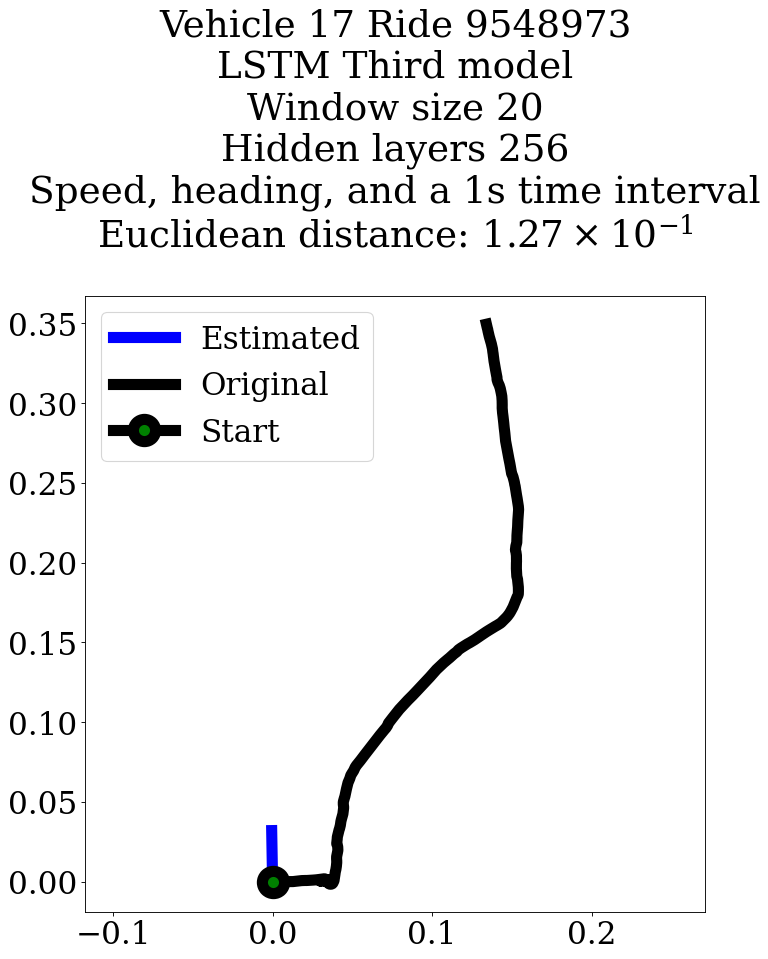 Vehicle 17 Ride 9548973
LSTM Third model
Window size 20
Hidden layers 256
Speed, heading, and a 1s time interval
Euclidean distance: 1.27 × 10⁻¹
Estimated
Original
Start
0.35
0.30
0.25
0.20
0.15
0.10
0.05
0.00
−0.1
0.0
0.1
0.2